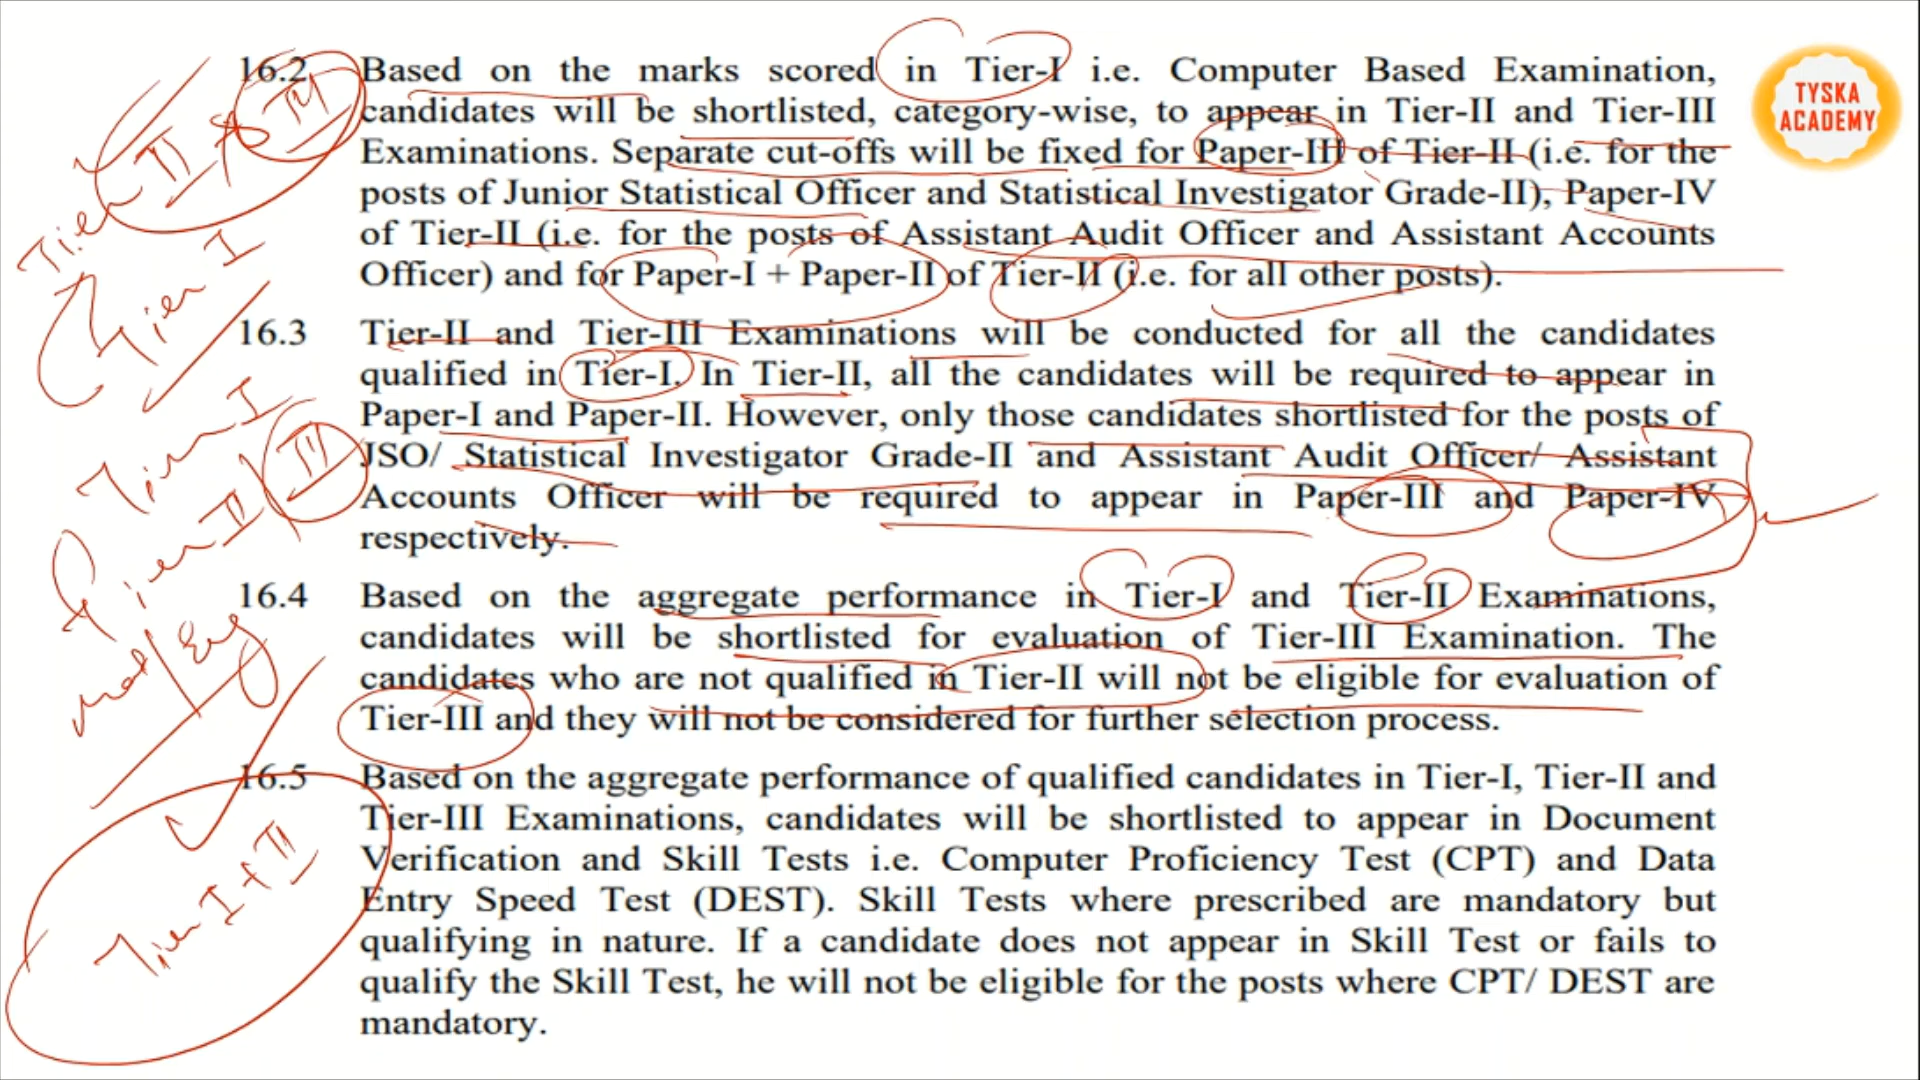 16.2 Based on the marks scored in Tier-I i.e. Computer Based Examination,
candidates will be shortlisted, category-wise, to appear in Tier-II and Tier-III
Examinations. Separate cut-offs will be fixed for Paper-III of Tier-II (i.e. for the
posts of Junior Statistical Officer and Statistical Investigator Grade-II), Paper-IV
of Tier-II (i.e. for the posts of Assistant Audit Officer and Assistant Accounts
Officer) and for Paper-I + Paper-II of Tier-II (i.e. for all other posts).
16.3 Tier-II and Tier-III Examinations will be conducted for all the candidates
qualified in Tier-I. In Tier-II, all the candidates will be required to appear in
Paper-I and Paper-II. However, only those candidates shortlisted for the posts of
JSO/ Statistical Investigator Grade-II and Assistant Audit Officer/ Assistant
Accounts Officer will be required to appear in Paper-III and Paper-IV
respectively.
16.4 Based on the aggregate performance in Tier-I and Tier-II Examinations,
candidates will be shortlisted for evaluation of Tier-III Examination. The
candidates who are not qualified in Tier-II will not be eligible for evaluation of
Tier-III and they will not be considered for further selection process.
16.5 Based on the aggregate performance of qualified candidates in Tier-I, Tier-II and
Tier-III Examinations, candidates will be shortlisted to appear in Document
Verification and Skill Tests i.e. Computer Proficiency Test (CPT) and Data
Entry Speed Test (DEST). Skill Tests where prescribed are mandatory but
qualifying in nature. If a candidate does not appear in Skill Test or fails to
qualify the Skill Test, he will not be eligible for the posts where CPT/ DEST are
mandatory.
TYSKA
ACADEMY
Tier II & III
Tier I
Tier I
Tier II / III
mat / Eng
Tier I + II